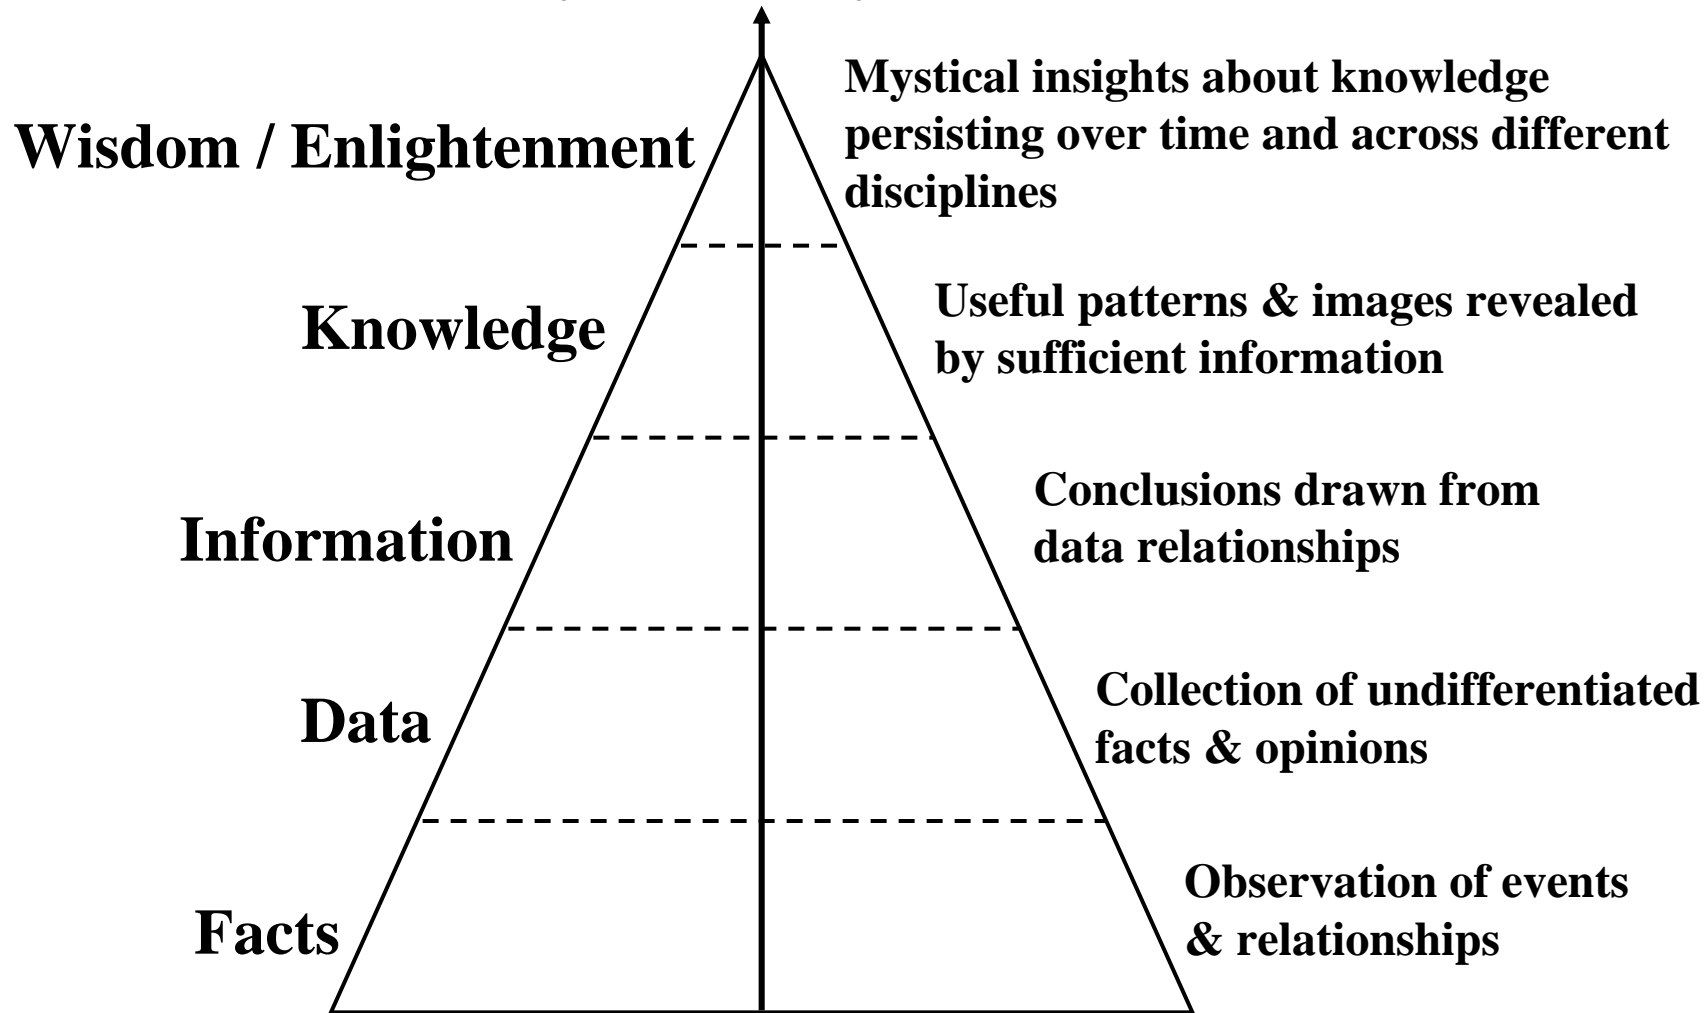 Wisdom / Enlightenment
Mystical insights about knowledge
persisting over time and across different
disciplines
Knowledge
Useful patterns & images revealed
by sufficient information
Information
Conclusions drawn from
data relationships
Data
Collection of undifferentiated
facts & opinions
Facts
Observation of events
& relationships